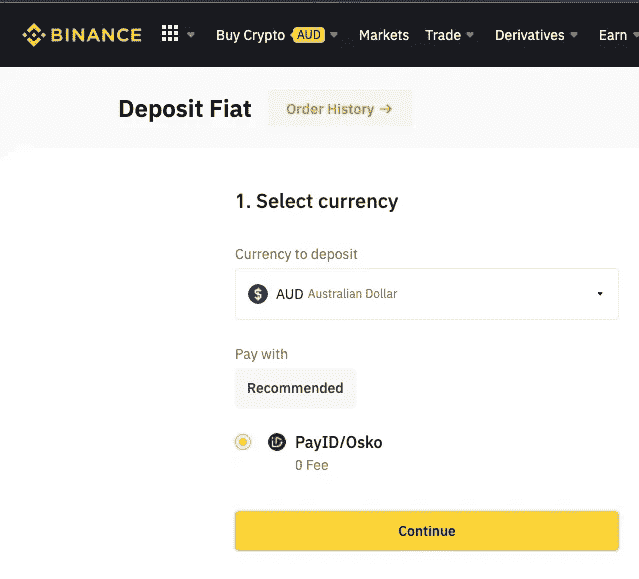 BINANCE Buy Crypto AUD Markets Trade Derivatives Earn
Deposit Fiat Order History →
1. Select currency
Currency to deposit
$ AUD Australian Dollar
Pay with
Recommended
PayID/Osko
0 Fee
Continue